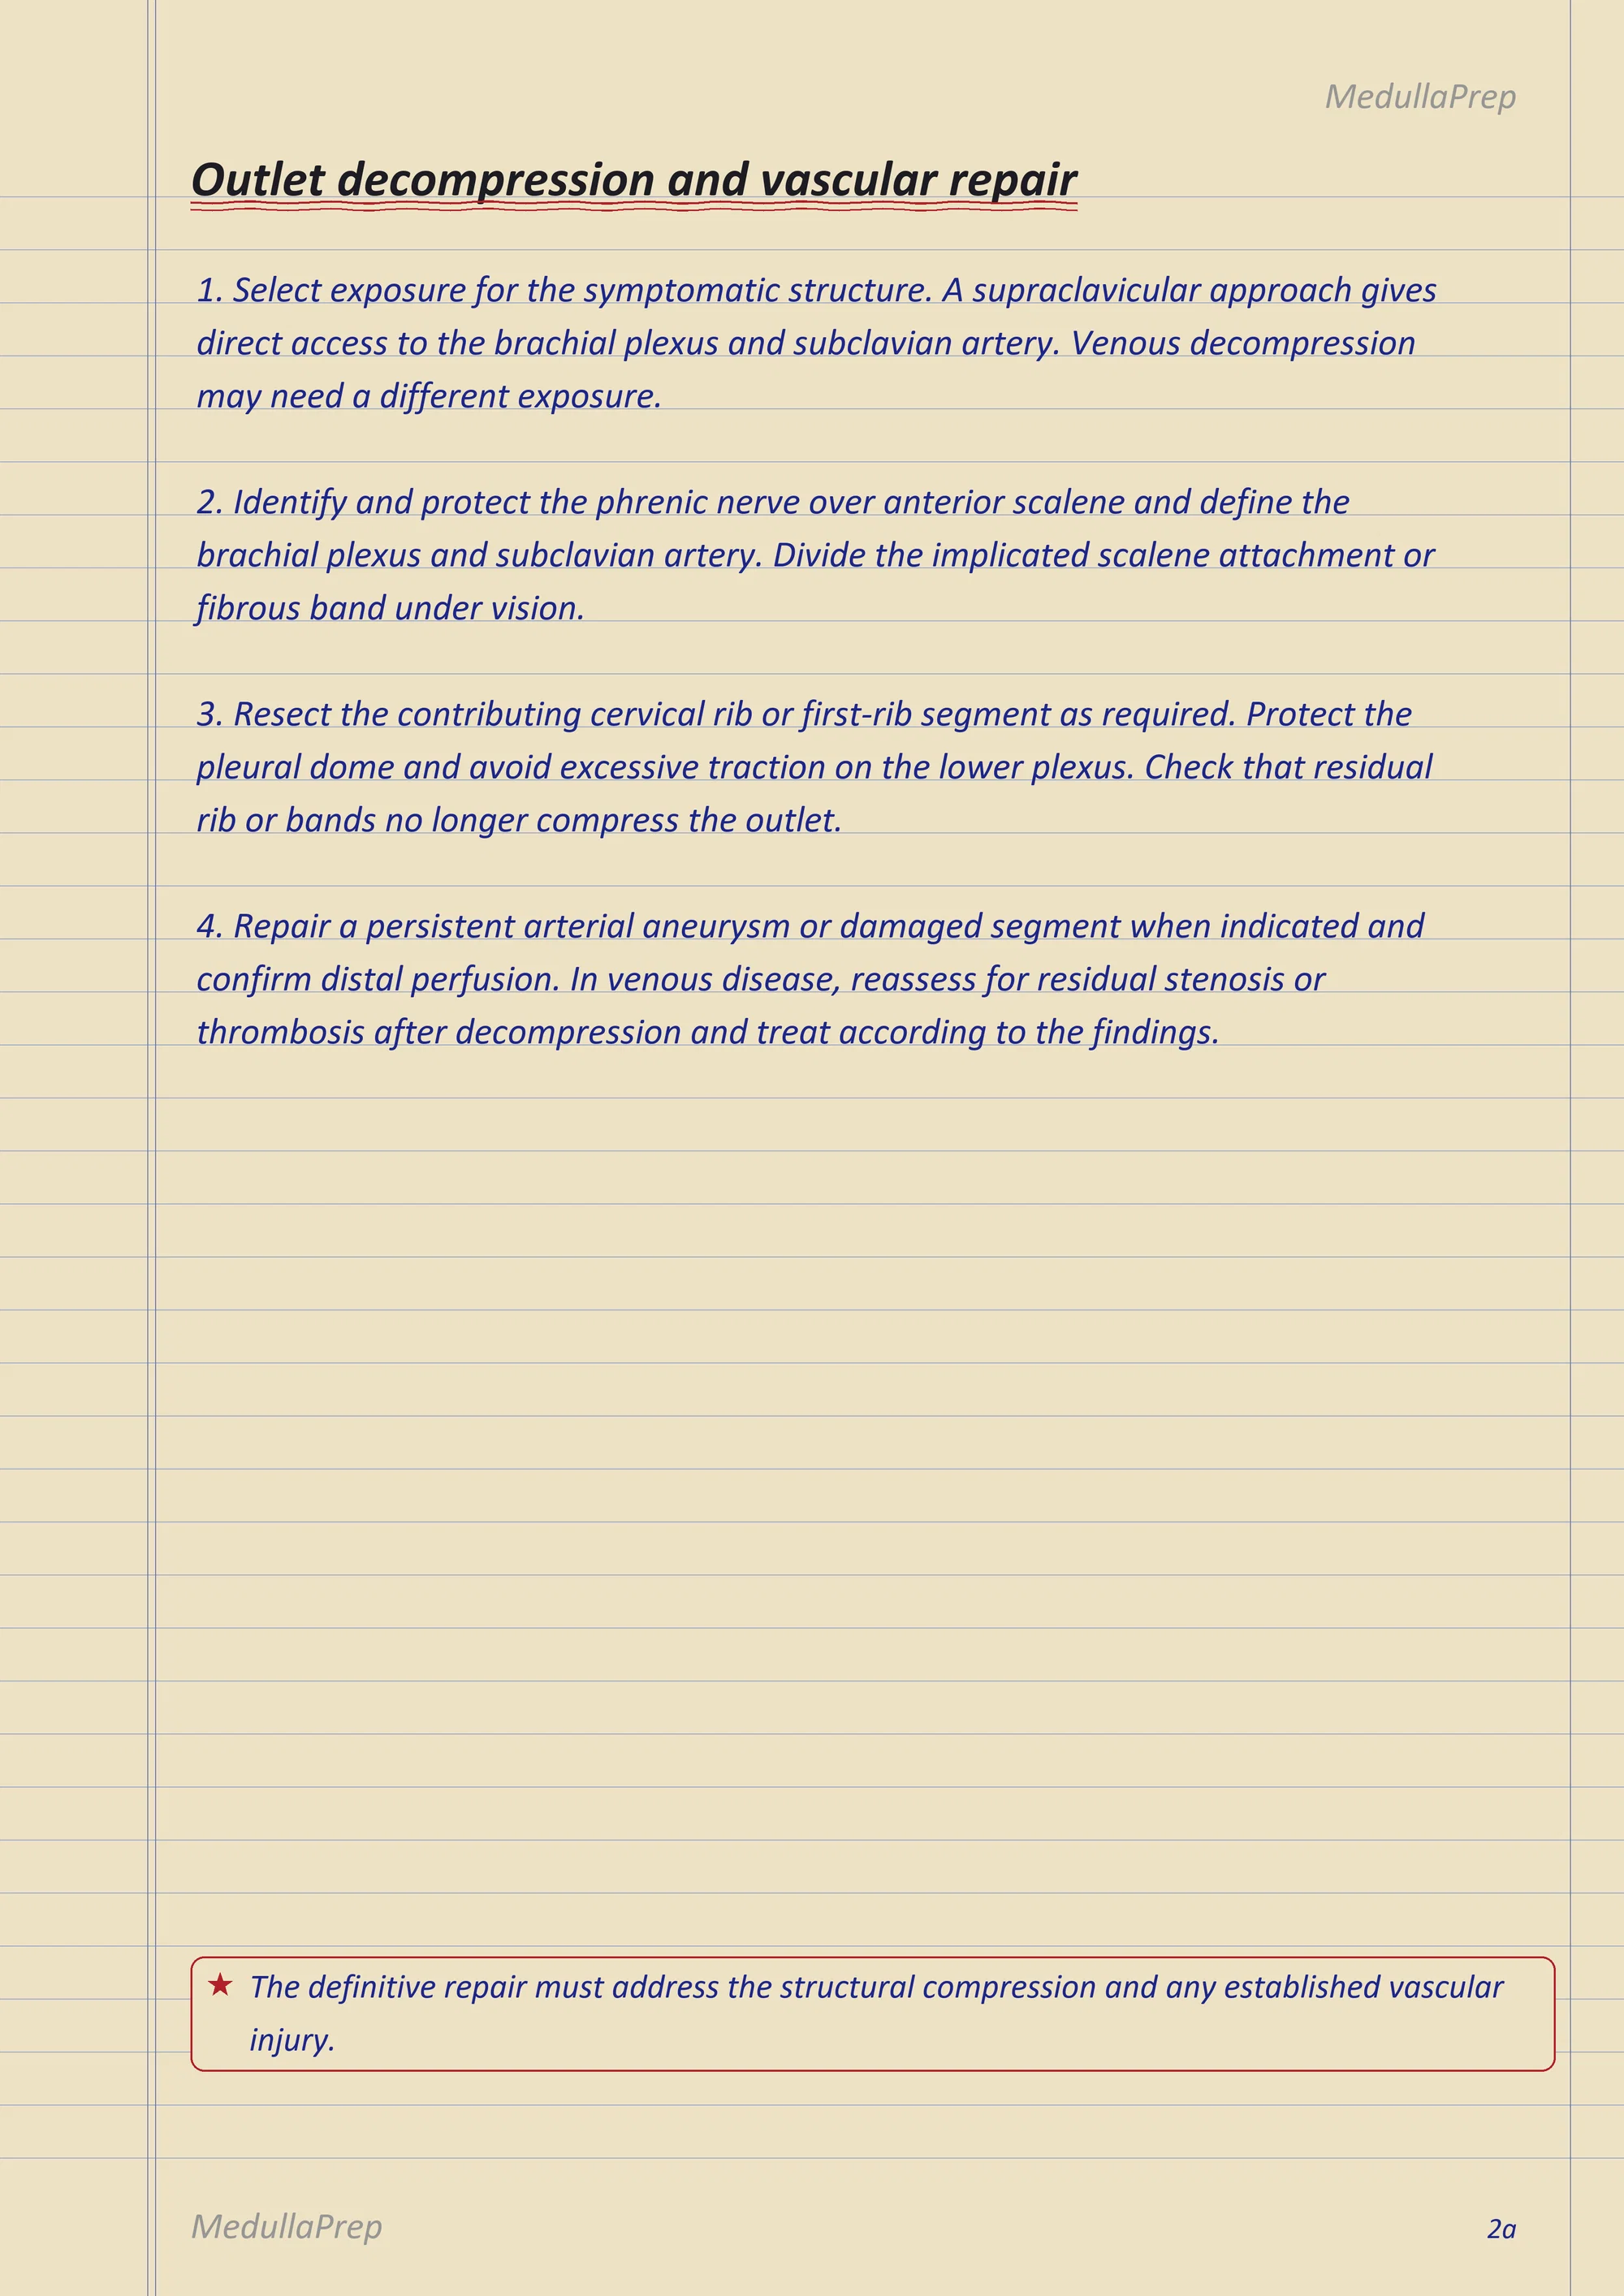 MedullaPrep
Outlet decompression and vascular repair
1. Select exposure for the symptomatic structure. A supraclavicular approach gives
direct access to the brachial plexus and subclavian artery. Venous decompression
may need a different exposure.
2. Identify and protect the phrenic nerve over anterior scalene and define the
brachial plexus and subclavian artery. Divide the implicated scalene attachment or
fibrous band under vision.
3. Resect the contributing cervical rib or first-rib segment as required. Protect the
pleural dome and avoid excessive traction on the lower plexus. Check that residual
rib or bands no longer compress the outlet.
4. Repair a persistent arterial aneurysm or damaged segment when indicated and
confirm distal perfusion. In venous disease, reassess for residual stenosis or
thrombosis after decompression and treat according to the findings.
★ The definitive repair must address the structural compression and any established vascular
injury.
MedullaPrep
2a